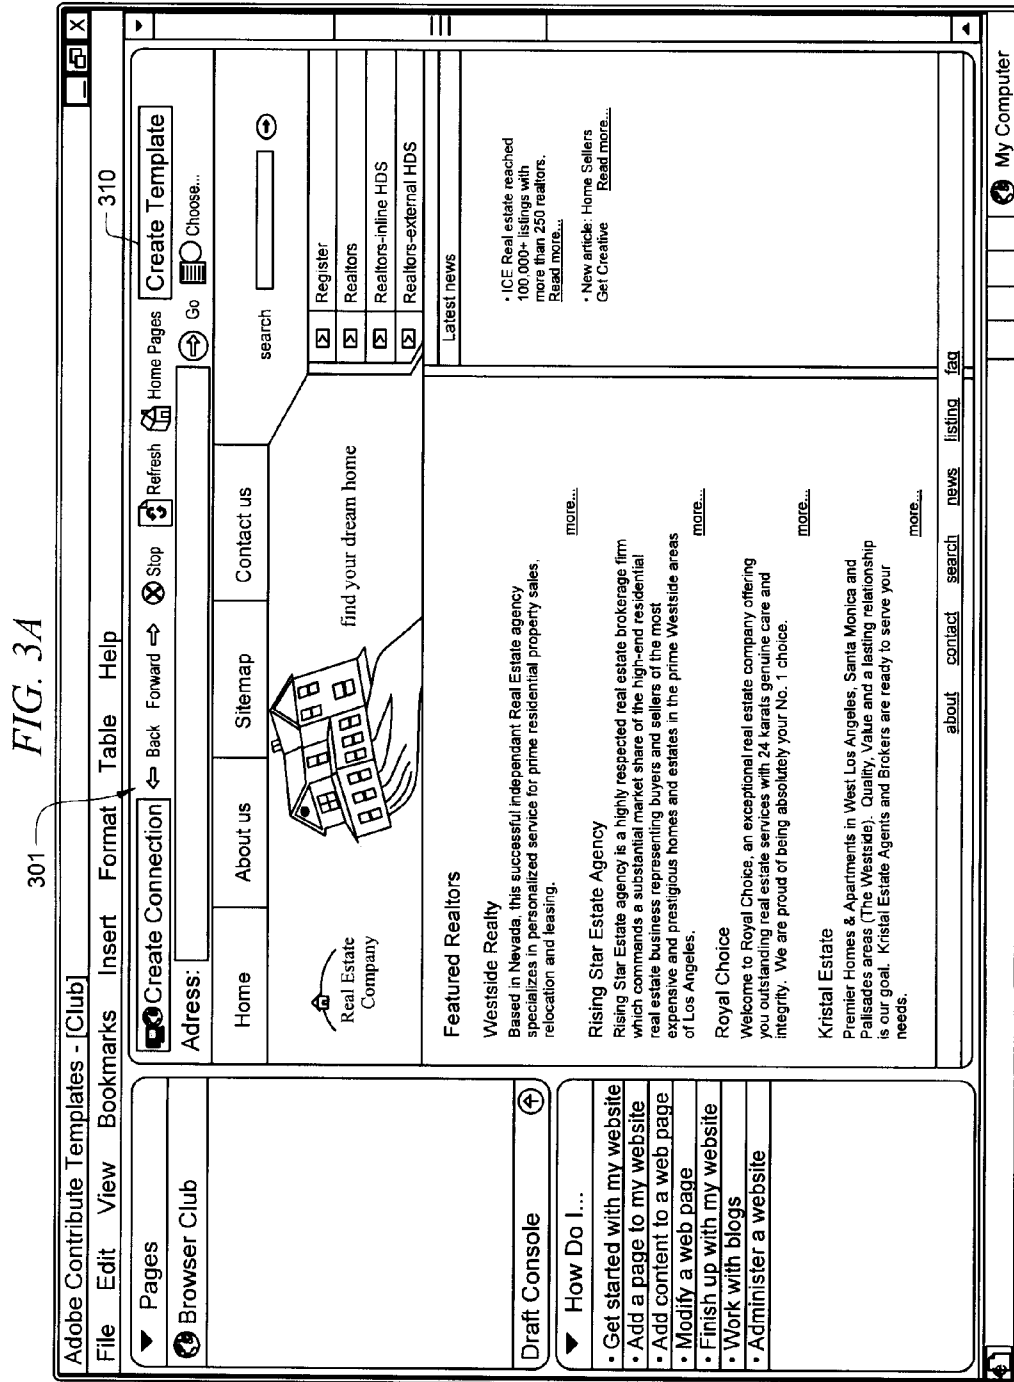 FIG. 3A
301
310
Adobe Contribute Templates - [Club]
X
File Edit View Bookmarks Insert Format Table Help
Pages
Browser Club
Draft Console
How Do I...
• Get started with my website
• Add a page to my website
• Add content to a web page
• Modify a web page
• Finish up with my website
• Work with blogs
• Administer a website
Create Connection Back Forward Stop Refresh Home Pages Create Template
Adress: Go Choose...
Home About us Sitemap Contact us
search
Real Estate
Company
find your dream home
Register
Realtors
Realtors-inline HDS
Realtors-external HDS
Featured Realtors
Westside Realty
Based in Nevada, this successful independant Real Estate agency
specializes in personalized service for prime residential property sales,
relocation and leasing.
more...
Rising Star Estate Agency
Rising Star Estate agency is a highly respected real estate brokerage firm
which commands a substantial market share of the high-end residential
real estate business representing buyers and sellers of the most
expensive and prestigious homes and estates in the prime Westside areas
of Los Angeles.
more...
Royal Choice
Welcome to Royal Choice, an exceptional real estate company offering
you outstanding real estate services with 24 karats genuine care and
integrity. We are proud of being absolutely your No. 1 choice.
more...
Kristal Estate
Premier Homes & Apartments in West Los Angeles, Santa Monica and
Palisades areas (The Westside). Quality, Value and a lasting relationship
is our goal. Kristal Estate Agents and Brokers are ready to serve your
needs.
more...
Latest news
• ICE Real estate reached
100,000+ listings with
more than 250 realtors.
Read more...
• New article: Home Sellers
Get Creative Read more...
about contact search news listing faq
My Computer